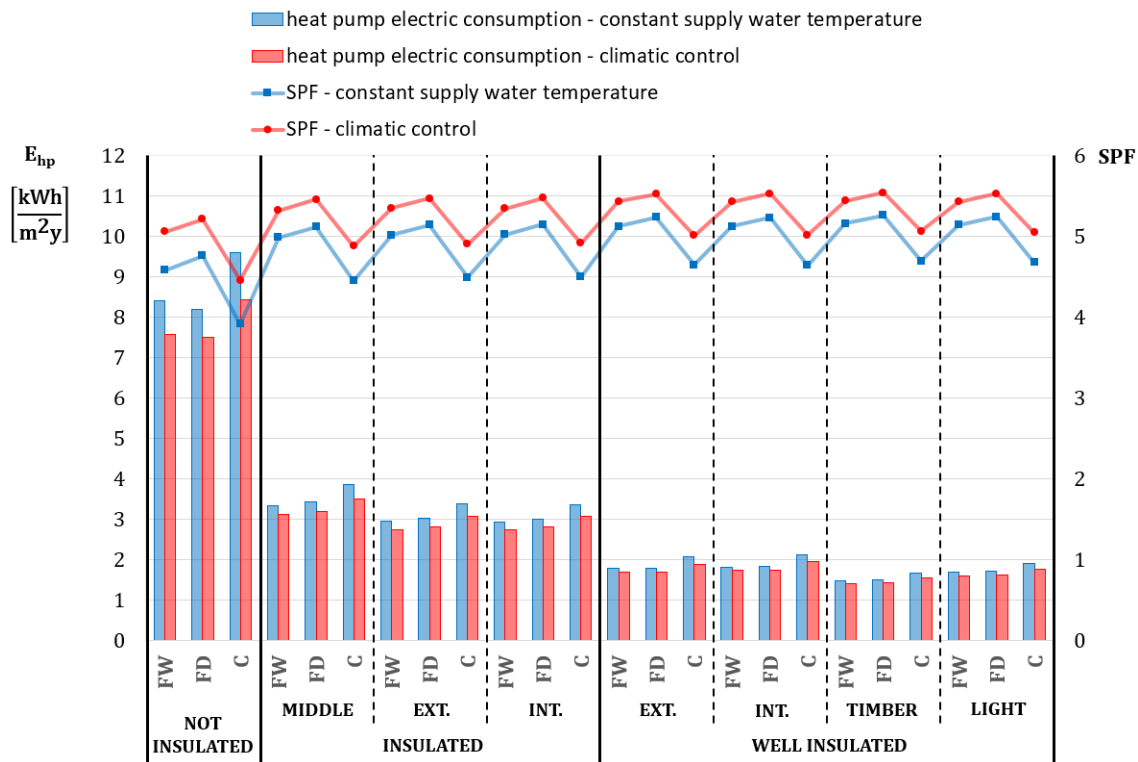 heat pump electric consumption - constant supply water temperature
heat pump electric consumption - climatic control
SPF - constant supply water temperature
SPF - climatic control
E_hp
[kWh/m²y]
SPF
12
11
10
9
8
7
6
5
4
3
2
1
0
6
5
4
3
2
1
0
FW FD C FW FD C FW FD C FW FD C FW FD C FW FD C FW FD C FW FD C
MIDDLE EXT. INT. EXT. INT. TIMBER LIGHT
NOT
INSULATED INSULATED WELL INSULATED